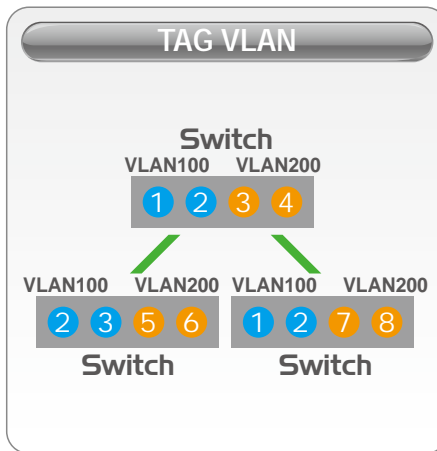 TAG VLAN
Switch
VLAN100 VLAN200
1 2 3 4
VLAN100 VLAN200 VLAN100 VLAN200
2 3 5 6 1 2 7 8
Switch Switch